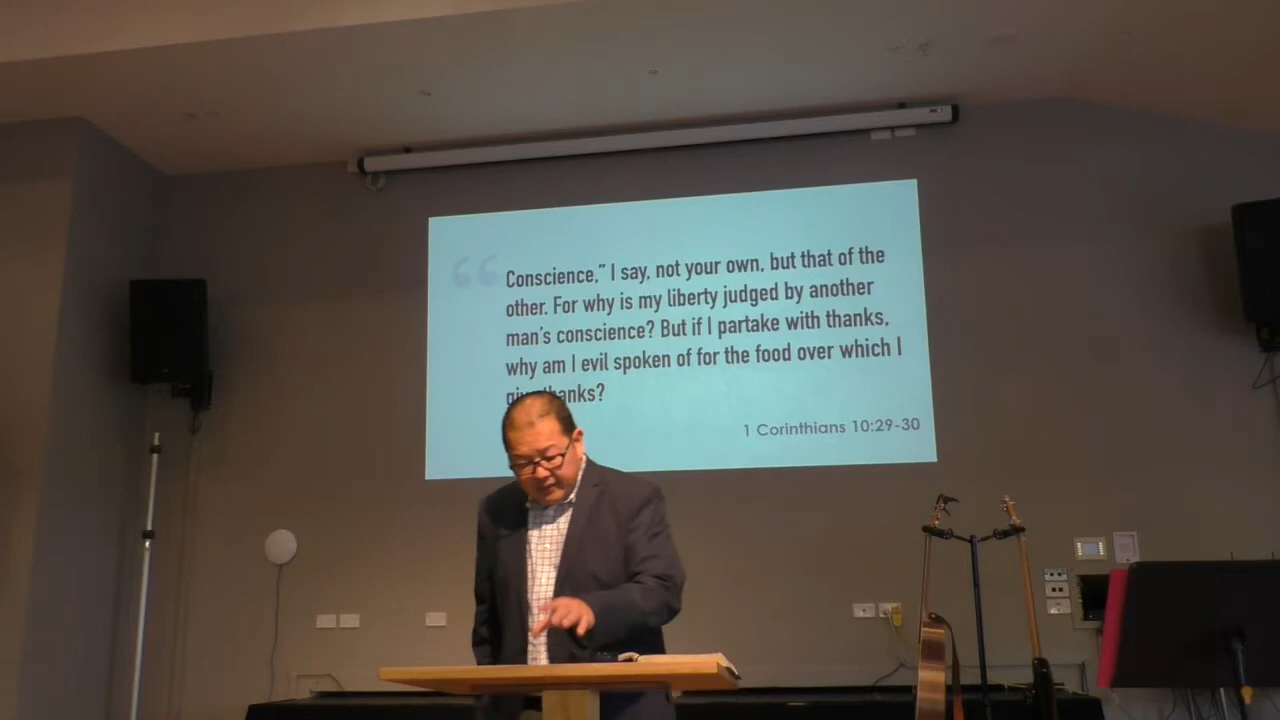 “ Conscience,” I say, not your own, but that of the
other. For why is my liberty judged by another
man's conscience? But if I partake with thanks,
why am I evil spoken of for the food over which I
thanks?
1 Corinthians 10:29-30